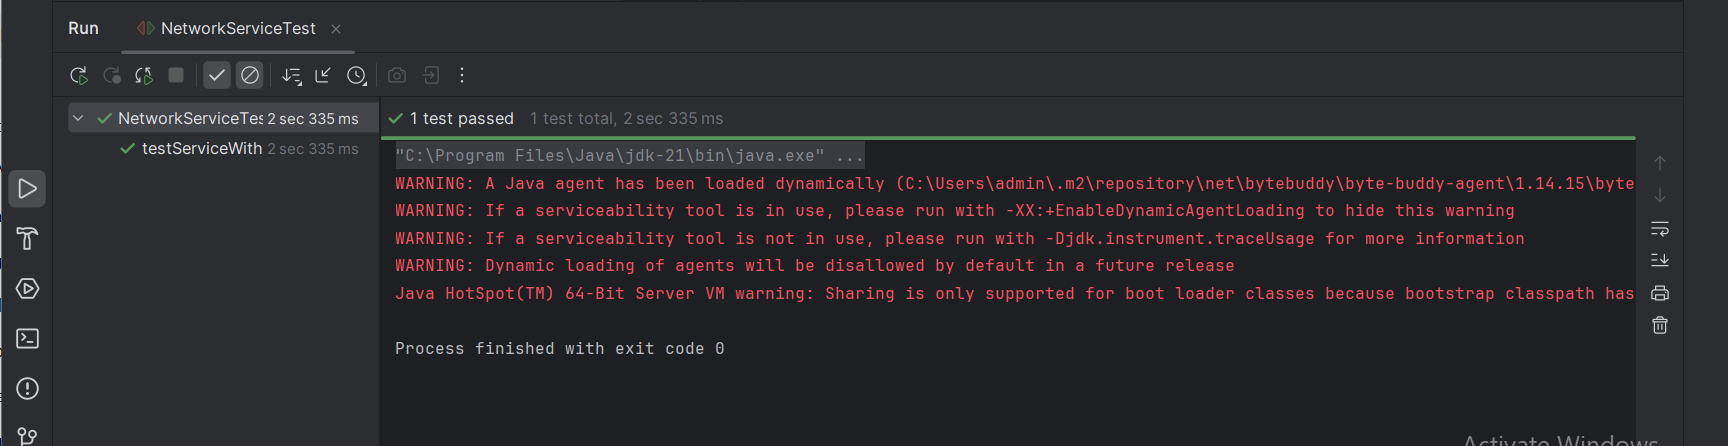 Run NetworkServiceTest
NetworkServiceTes 2 sec 335 ms
testServiceWith 2 sec 335 ms
1 test passed 1 test total, 2 sec 335 ms
"C:\Program Files\Java\jdk-21\bin\java.exe" ...
WARNING: A Java agent has been loaded dynamically (C:\Users\admin\.m2\repository\net\bytebuddy\byte-buddy-agent\1.14.15\byte
WARNING: If a serviceability tool is in use, please run with -XX:+EnableDynamicAgentLoading to hide this warning
WARNING: If a serviceability tool is not in use, please run with -Djdk.instrument.traceUsage for more information
WARNING: Dynamic loading of agents will be disallowed by default in a future release
Java HotSpot(TM) 64-Bit Server VM warning: Sharing is only supported for boot loader classes because bootstrap classpath has
Process finished with exit code 0
Activate Windows